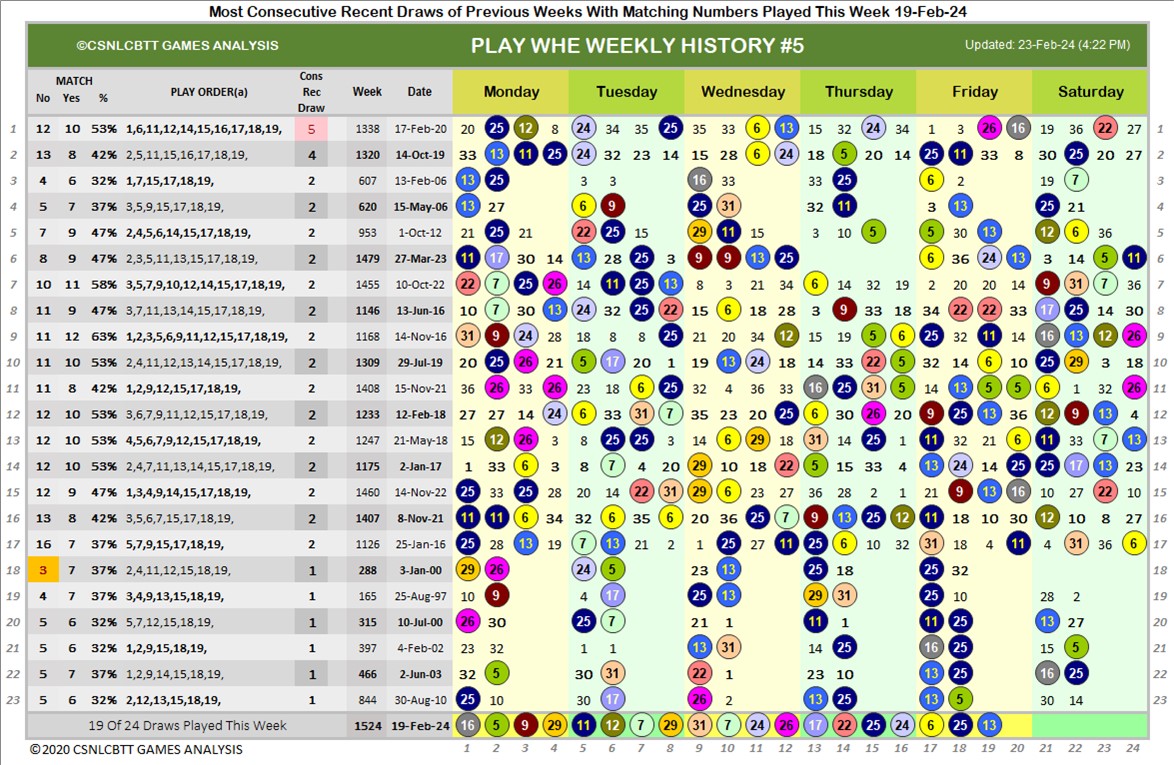 Most Consecutive Recent Draws of Previous Weeks With Matching Numbers Played This Week 19-Feb-24
©CSNLCBTT GAMES ANALYSIS PLAY WHE WEEKLY HISTORY #5 Updated: 23-Feb-24 (4:22 PM)
No MATCH Yes % PLAY ORDER(a) Cons Rec Draw Week Date Monday Tuesday Wednesday Thursday Friday Saturday
1 12 10 53% 1,6,11,12,14,15,16,17,18,19, 5 1338 17-Feb-20 20 25 12 8 24 34 35 25 35 33 6 13 15 32 24 34 1 3 26 16 19 36 22 27 1
2 13 8 42% 2,5,11,15,16,17,18,19, 4 1320 14-Oct-19 33 13 11 25 24 32 23 14 15 28 6 24 18 5 20 14 25 11 33 8 30 25 20 27 2
3 4 6 32% 1,7,15,17,18,19, 2 607 13-Feb-06 13 25 3 3 16 33 33 25 6 2 19 7 3
4 5 7 37% 3,5,9,15,17,18,19, 2 620 15-May-06 13 27 6 9 25 31 32 11 3 13 25 21 4
5 7 9 47% 2,4,5,6,14,15,17,18,19, 2 953 1-Oct-12 21 25 21 22 25 15 29 11 15 3 10 5 5 30 13 12 6 36 5
6 8 9 47% 2,3,5,11,13,15,17,18,19, 2 1479 27-Mar-23 11 17 30 14 13 28 25 3 9 9 13 25 6 36 24 13 3 14 5 11 6
7 10 11 58% 3,5,7,9,10,12,14,15,17,18,19, 2 1455 10-Oct-22 22 7 25 26 14 11 25 13 8 3 21 34 6 14 32 19 2 20 20 14 9 31 7 36 7
8 11 9 47% 3,7,11,13,14,15,17,18,19, 2 1146 13-Jun-16 10 7 30 13 24 32 25 22 15 6 18 28 3 9 33 18 34 22 22 33 17 25 14 30 8
9 11 12 53% 1,2,3,5,6,9,11,12,15,17,18,19, 2 1168 14-Nov-16 31 9 24 28 18 8 8 25 21 20 34 12 15 19 5 6 25 32 11 14 16 13 12 26 9
10 11 10 53% 2,4,11,12,13,14,15,17,18,19, 2 1309 29-Jul-19 20 25 26 21 5 17 20 1 19 13 24 18 14 33 22 5 32 14 6 10 25 29 3 18 10
11 11 8 42% 1,2,9,12,15,17,18,19, 2 1408 15-Nov-21 36 26 33 26 23 18 6 25 32 4 36 33 16 25 31 5 14 13 5 5 6 1 32 26 11
12 12 10 53% 3,6,7,9,11,12,15,17,18,19, 2 1233 12-Feb-18 27 27 14 24 6 33 31 7 35 23 20 25 6 30 26 20 9 25 13 36 12 9 13 4 12
13 12 10 53% 4,5,6,7,9,12,15,17,18,19, 2 1247 21-May-18 15 12 26 3 8 25 25 3 14 6 29 18 31 14 25 1 11 32 21 6 11 33 7 13 13
14 12 10 53% 2,4,7,11,13,14,15,17,18,19, 2 1175 2-Jan-17 1 33 6 3 8 7 4 20 29 10 18 22 5 15 33 4 13 24 14 25 25 17 13 23 14
15 12 9 47% 1,3,4,9,14,15,17,18,19, 2 1460 14-Nov-22 25 33 25 28 20 14 22 31 29 6 23 27 36 28 2 1 21 9 13 16 10 27 22 10 15
16 13 8 42% 3,5,6,7,15,17,18,19, 2 1407 8-Nov-21 11 11 6 34 32 6 35 6 20 36 25 7 9 13 25 12 11 18 10 30 12 10 8 27 16
17 16 7 37% 5,7,9,15,17,18,19, 2 1126 25-Jan-16 25 28 13 19 7 13 21 2 1 25 27 11 25 6 10 32 31 18 4 11 4 31 36 6 17
18 3 7 37% 2,4,11,12,15,18,19, 1 288 3-Jan-00 29 26 24 5 23 13 25 18 25 32 18
19 4 7 37% 3,4,9,13,15,18,19, 1 165 25-Aug-97 10 9 4 17 25 13 29 31 25 10 28 2 19
20 5 6 32% 5,7,12,15,18,19, 1 315 10-Jul-00 26 30 25 7 21 1 11 1 11 25 13 27 20
21 5 6 32% 1,2,9,15,18,19, 1 397 4-Feb-02 23 32 1 1 13 31 14 25 16 25 15 5 21
22 5 7 37% 1,2,9,14,15,18,19, 1 466 2-Jun-03 32 5 30 31 22 1 23 10 13 25 16 25 22
23 5 6 32% 2,12,13,15,18,19, 1 844 30-Aug-10 25 10 30 17 26 2 13 25 13 5 30 14 23
19 Of 24 Draws Played This Week 1524 19-Feb-24 16 5 9 29 11 12 7 29 31 7 24 26 17 22 25 24 6 25 13
© 2020 CSNLCBTT GAMES ANALYSIS 1 2 3 4 5 6 7 8 9 10 11 12 13 14 15 16 17 18 19 20 21 22 23 24